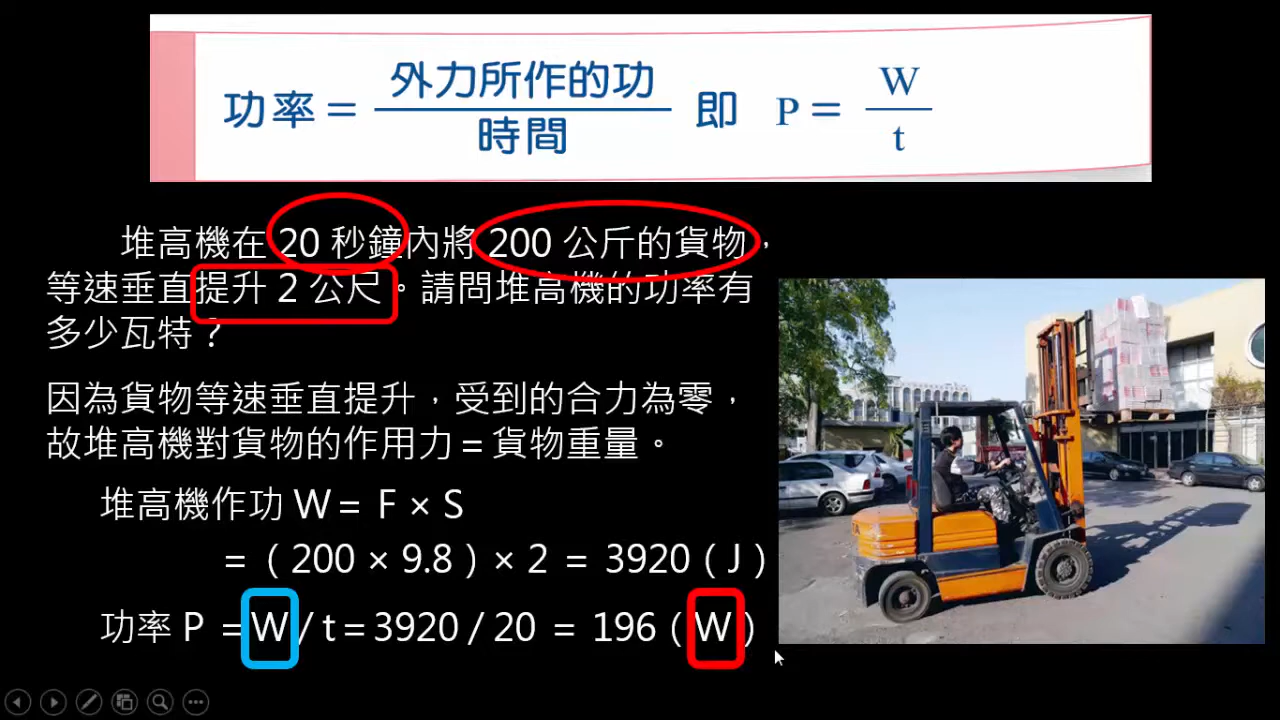 功率＝外力所作的功／時間 即 P＝W／t
堆高機在 20 秒鐘內將 200 公斤的貨物，
等速垂直提升 2 公尺。請問堆高機的功率有
多少瓦特？
因為貨物等速垂直提升，受到的合力為零，
故堆高機對貨物的作用力＝貨物重量。
堆高機作功 W＝ F × S
＝（200 × 9.8）× 2 ＝ 3920（J）
功率 P ＝W / t＝3920 / 20 ＝ 196（W）